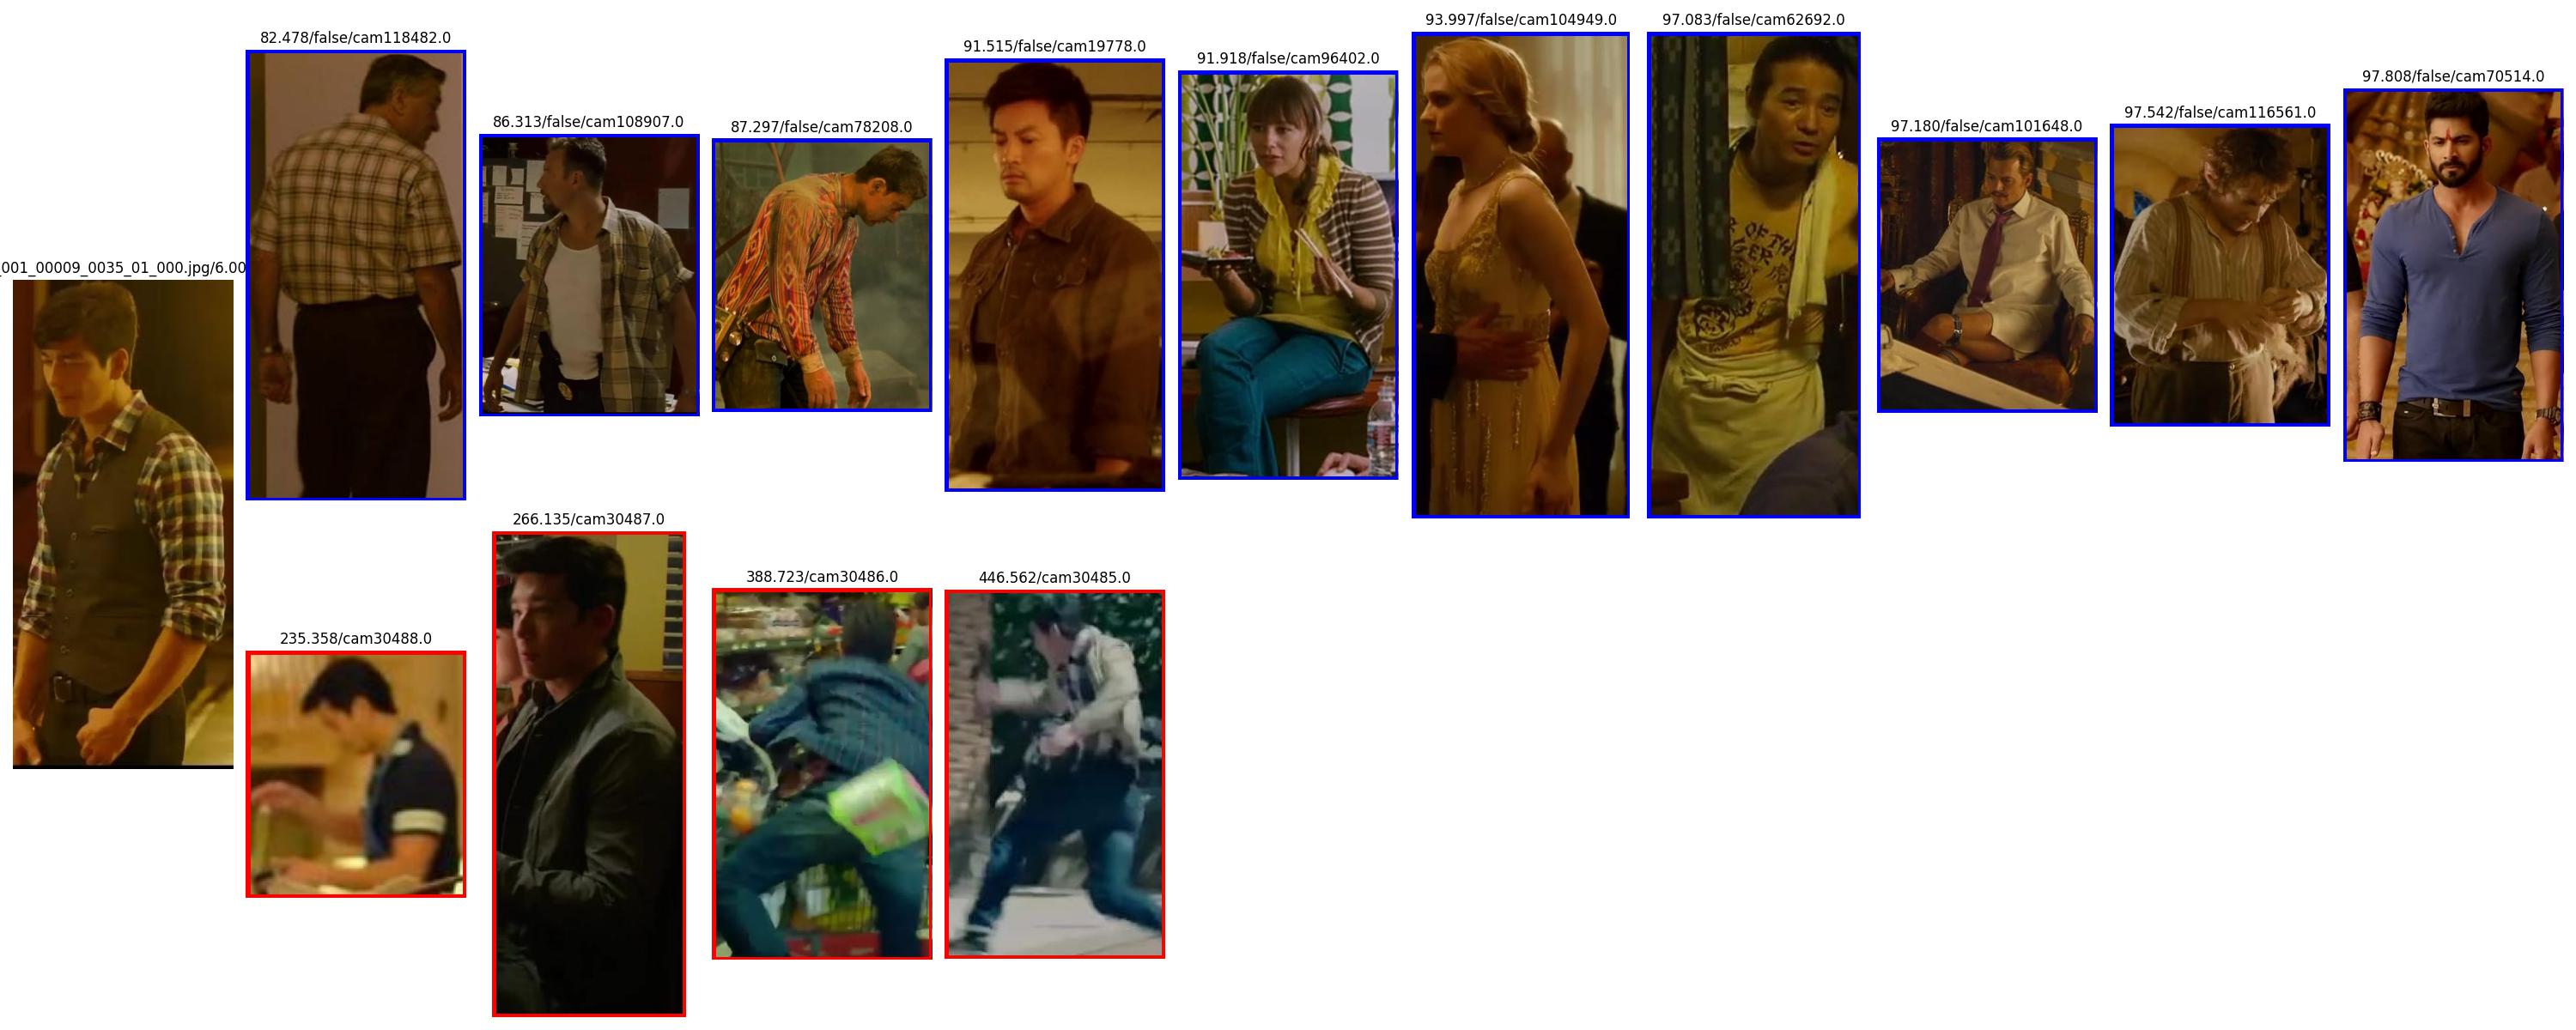 93.997/false/cam104949.0
97.083/false/cam62692.0
82.478/false/cam118482.0
91.515/false/cam19778.0
91.918/false/cam96402.0
97.808/false/cam70514.0
86.313/false/cam108907.0
87.297/false/cam78208.0
97.180/false/cam101648.0
97.542/false/cam116561.0
_001_00009_0035_01_000.jpg/6.00
266.135/cam30487.0
388.723/cam30486.0
446.562/cam30485.0
235.358/cam30488.0